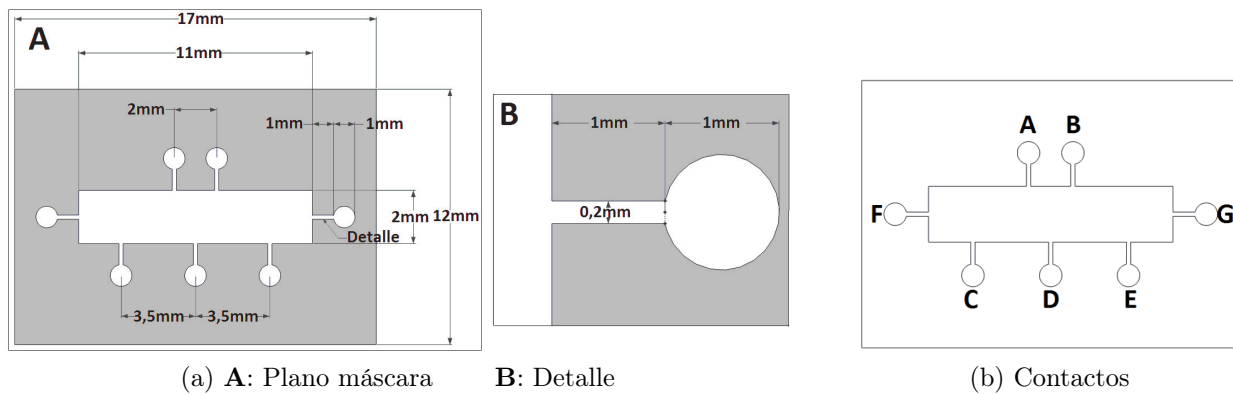 A
17mm
11mm
2mm
1mm
1mm
2mm
12mm
Detalle
3,5mm
3,5mm
B
1mm
1mm
0,2mm
A
B
F
G
C
D
E
(a) A: Plano máscara B: Detalle
(b) Contactos